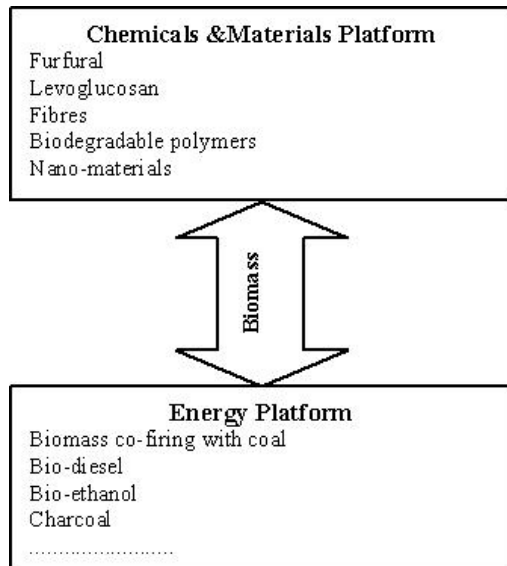 Chemicals &Materials Platform
Furfural
Levoglucosan
Fibres
Biodegradable polymers
Nano-materials
Biomass
Energy Platform
Biomass co-firing with coal
Bio-diesel
Bio-ethanol
Charcoal
........................